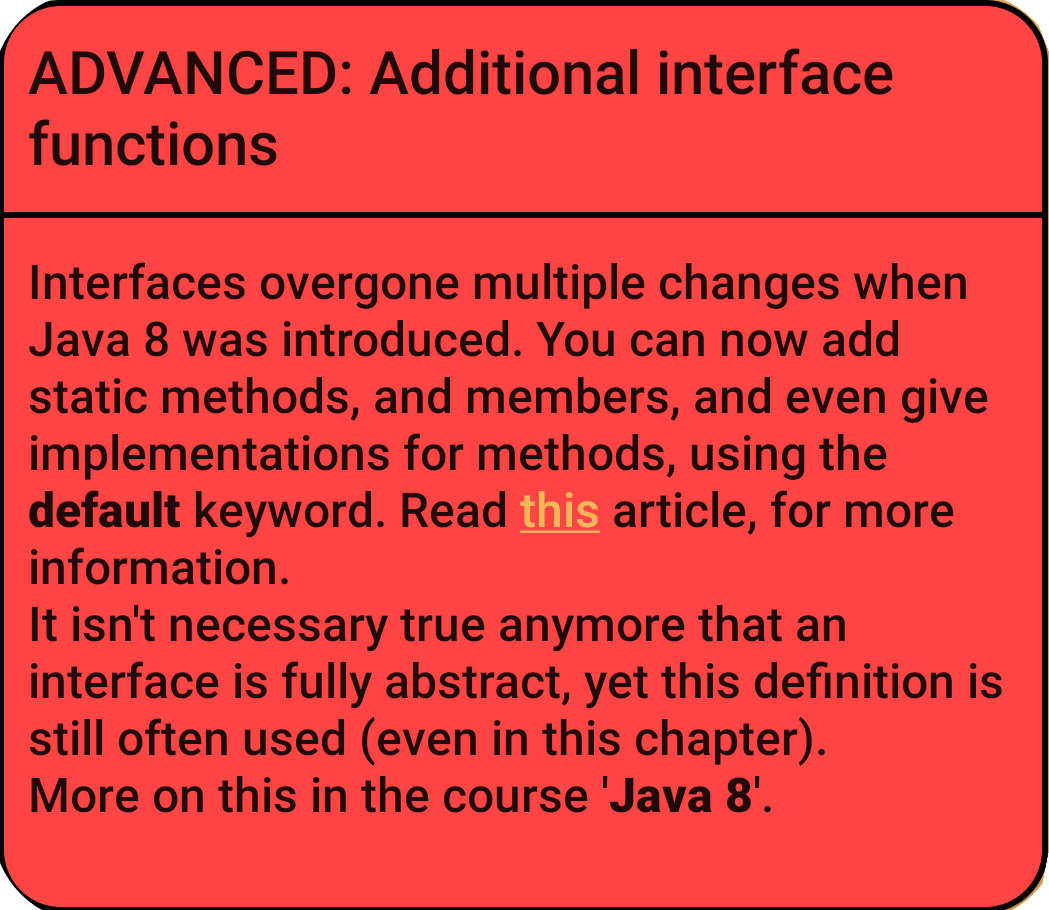 ADVANCED: Additional interface
functions
Interfaces overgone multiple changes when
Java 8 was introduced. You can now add
static methods, and members, and even give
implementations for methods, using the
default keyword. Read this article, for more
information.
It isn't necessary true anymore that an
interface is fully abstract, yet this definition is
still often used (even in this chapter).
More on this in the course 'Java 8'.